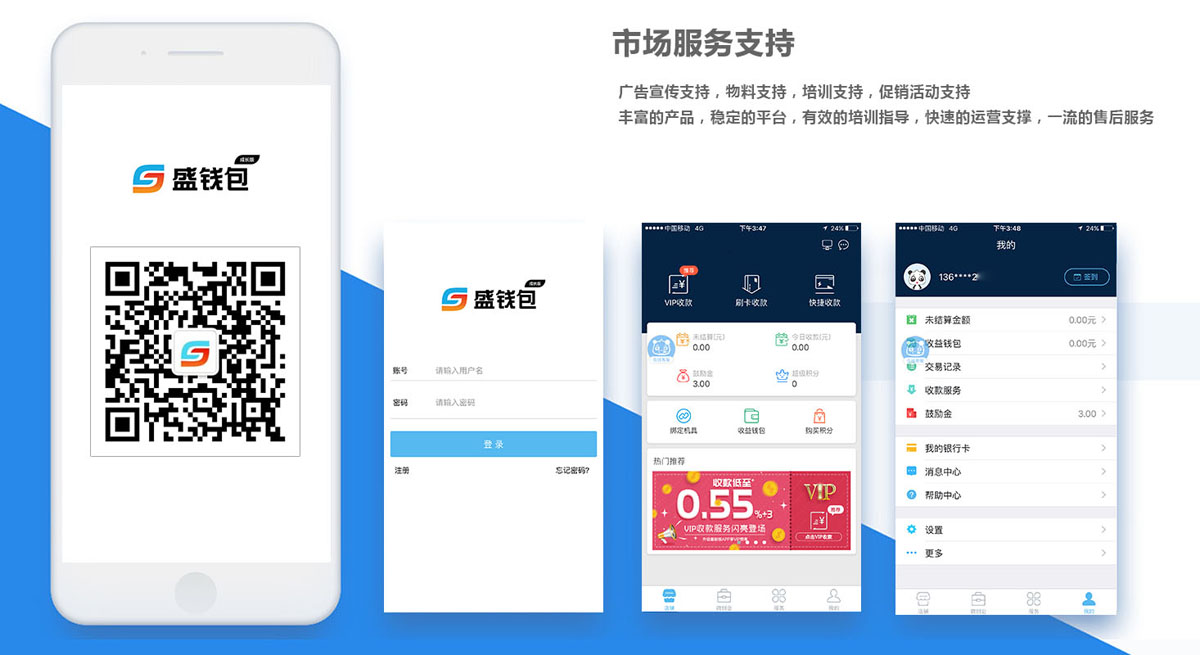 市场服务支持
广告宣传支持，物料支持，培训支持，促销活动支持
丰富的产品，稳定的平台，有效的培训指导，快速的运营支撑，一流的售后服务
成长版
盛钱包
成长版
盛钱包
账号 请输入用户名
密码 请输入密码
登录
注册 忘记密码?
中国移动 4G 下午3:47 24%
推荐
VIP收款 刷卡收款 快捷收款
未结算(元) 今日收款(元)
0.00 0.00
鼓励金 超级积分
3.00 0
绑定机具 收益钱包 购买积分
热门推荐
收款低至
0.55%+3
VIP收款服务闪亮登场
VIP
推荐
点击VIP收款
店铺 服务 我的
中国移动 4G 下午3:48 24%
我的
136****2 签到
未结算金额 0.00元
收益钱包 0.00元
交易记录
收款服务
鼓励金 3.00
我的银行卡
消息中心
帮助中心
设置
更多
店铺 服务 我的